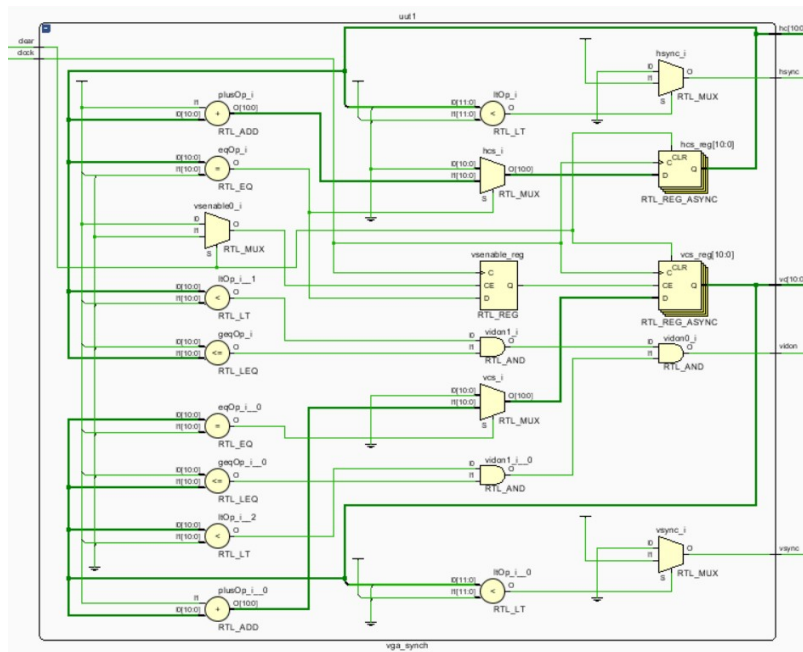 uut1
clear
clock
hc[10:0
hsync_i
I0
O
hsync
I1
S
RTL_MUX
ltOp_i
I0[11:0]
O
I1[11:0]
RTL_LT
plusOp_i
I1
O[10:0]
I0[10:0]
RTL_ADD
hcs_reg[10:0]
CLR
C
Q
D
RTL_REG_ASYNC
hcs_i
I0[10:0]
O[10:0]
I1[10:0]
S
RTL_MUX
eqOp_i
I0[10:0]
O
I1[10:0]
RTL_EQ
vsenable0_i
I0
O
I1
S
RTL_MUX
vsenable_reg
C
CE
Q
D
RTL_REG
vcs_reg[10:0]
CLR
C
CE
Q
D
RTL_REG_ASYNC
vc[10:0
ltOp_i__1
I0[10:0]
O
I1[10:0]
RTL_LT
vidon1_i
I0
O
I1
RTL_AND
vidon0_i
I0
O
I1
RTL_AND
vidon
geqOp_i
I0[10:0]
O
I1[10:0]
RTL_LEQ
vcs_i
I0[10:0]
O[10:0]
I1[10:0]
S
RTL_MUX
eqOp_i__0
I0[10:0]
O
I1[10:0]
RTL_EQ
geqOp_i__0
I0[10:0]
O
I1[10:0]
RTL_LEQ
vidon1_i__0
I0
O
I1
RTL_AND
ltOp_i__2
I0[10:0]
O
I1[10:0]
RTL_LT
vsync_i
I0
O
I1
S
RTL_MUX
vsync
ltOp_i__0
I0[11:0]
O
I1[11:0]
RTL_LT
plusOp_i__0
I1
O[10:0]
I0[10:0]
RTL_ADD
vga_synch